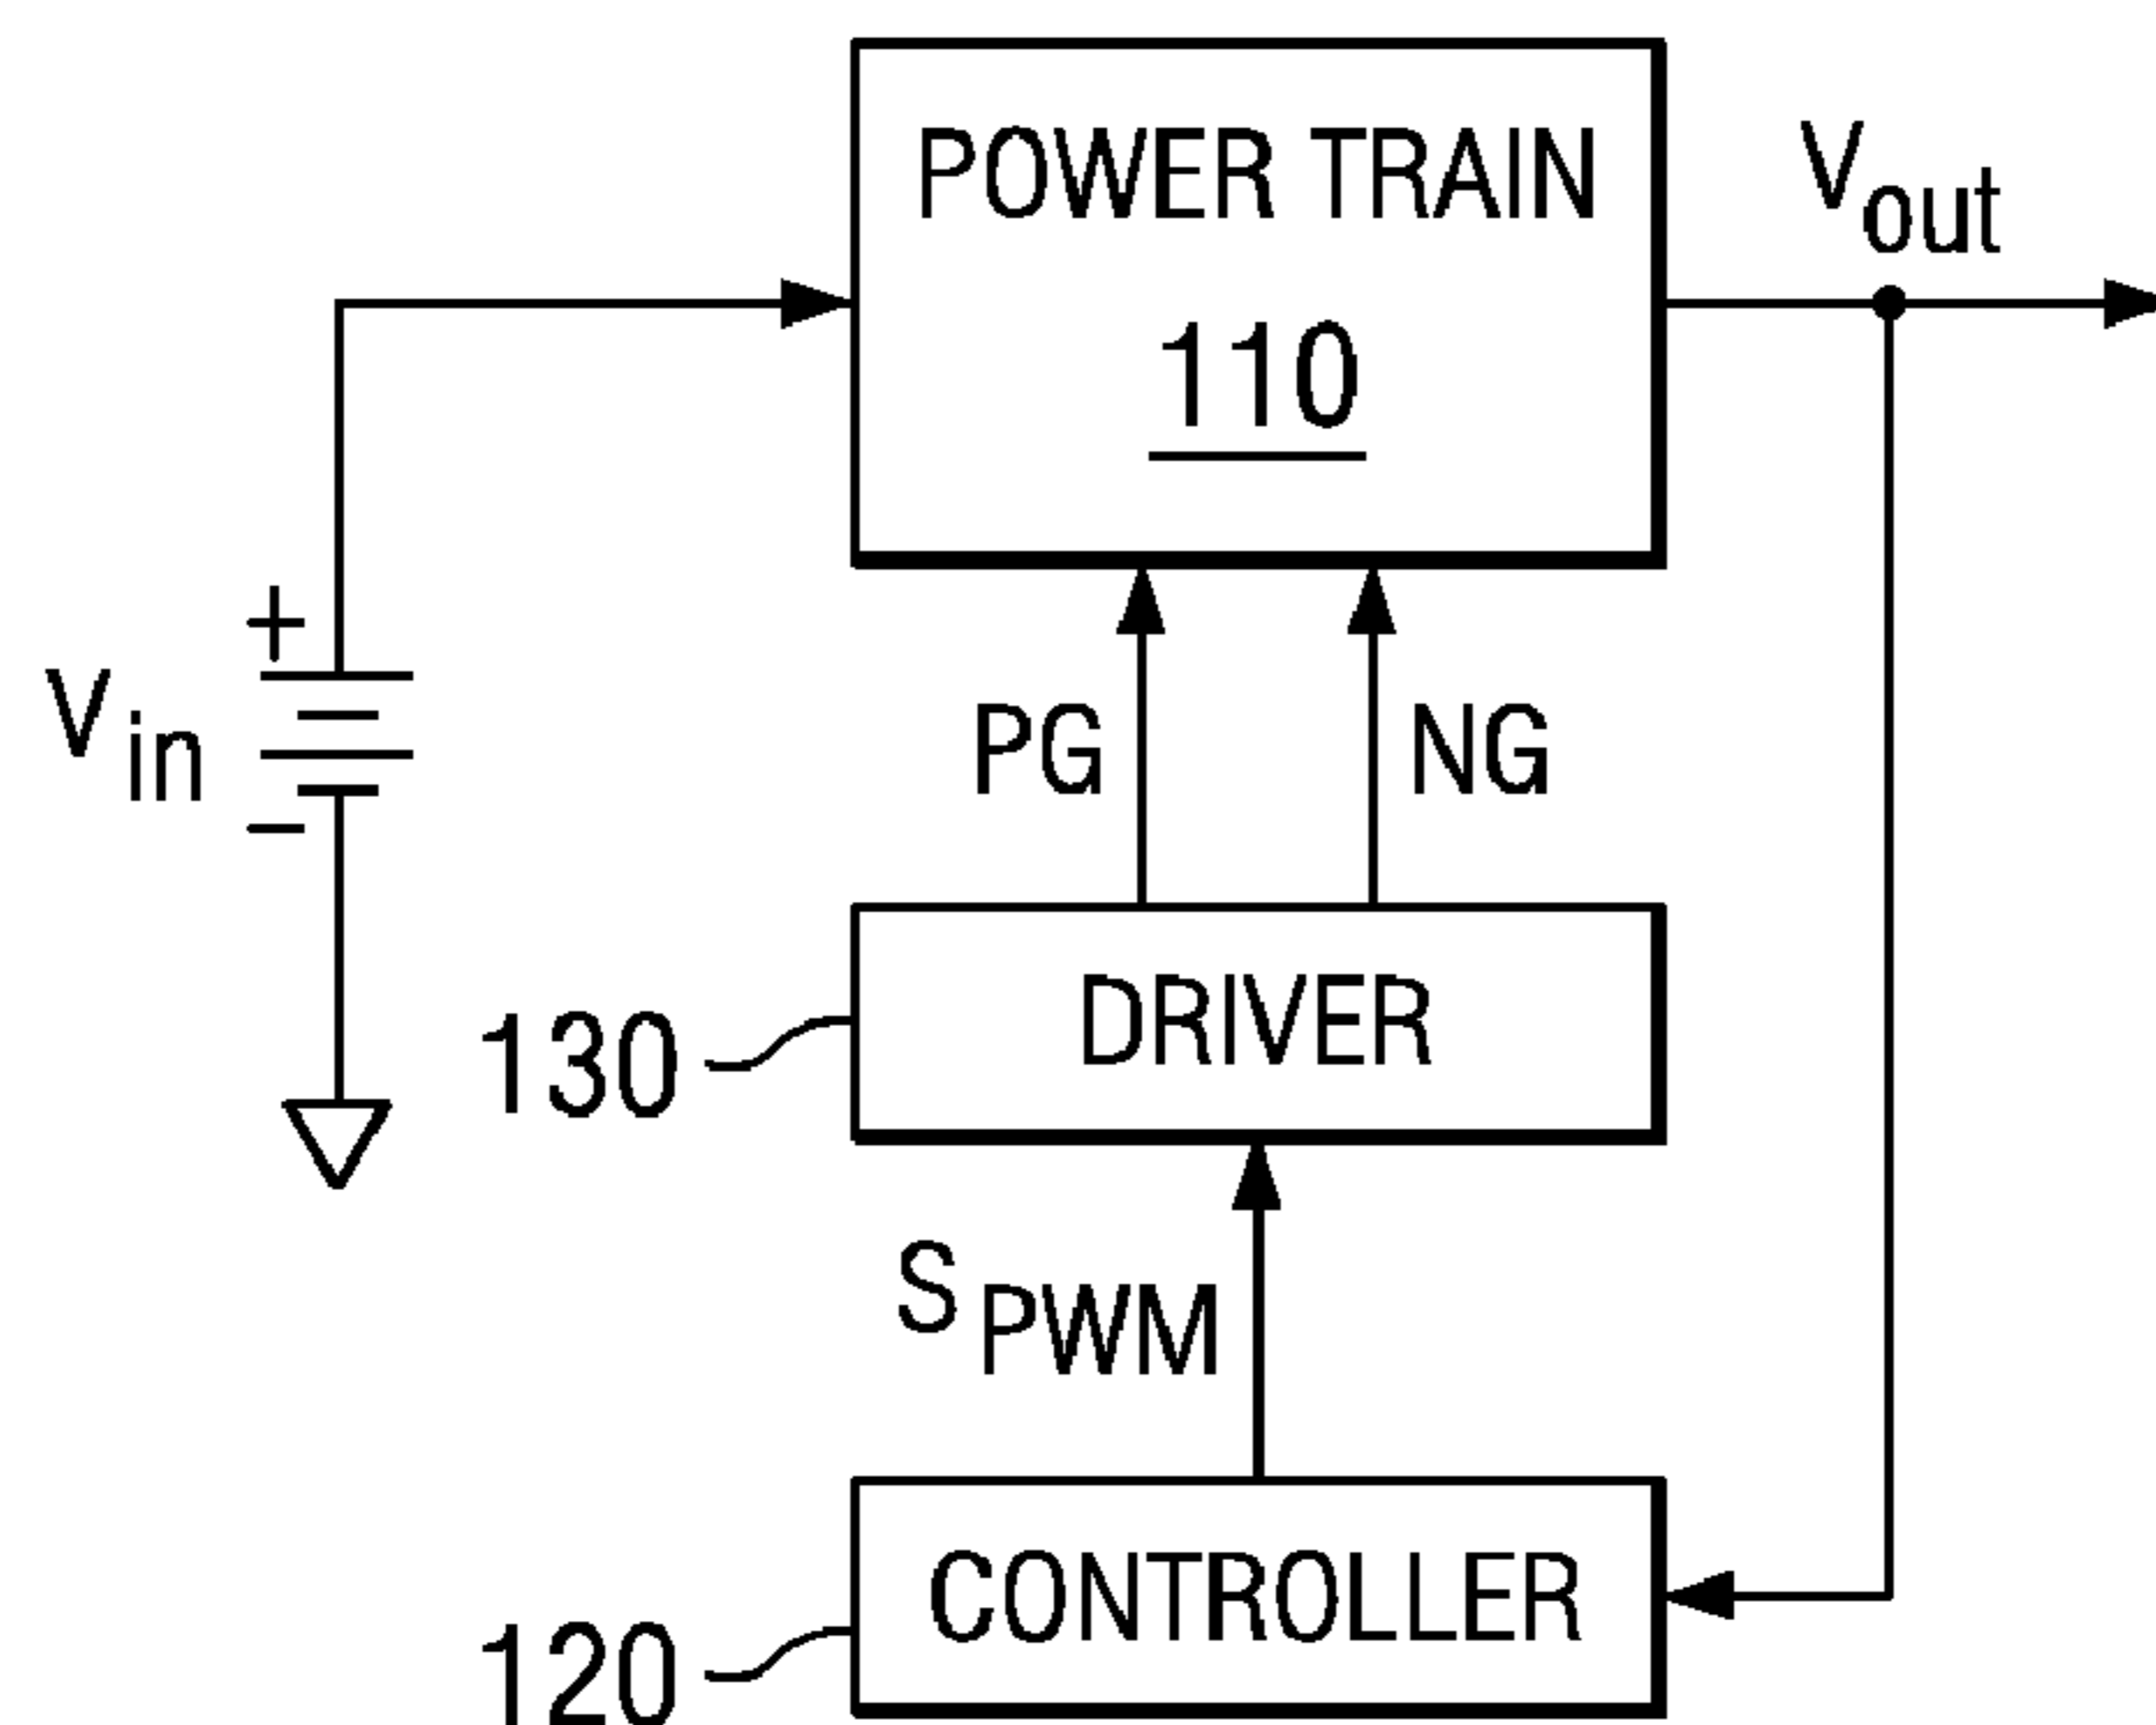 POWER TRAIN
110
Vout
+
Vin
−
PG
NG
DRIVER
130
SPWM
CONTROLLER
120